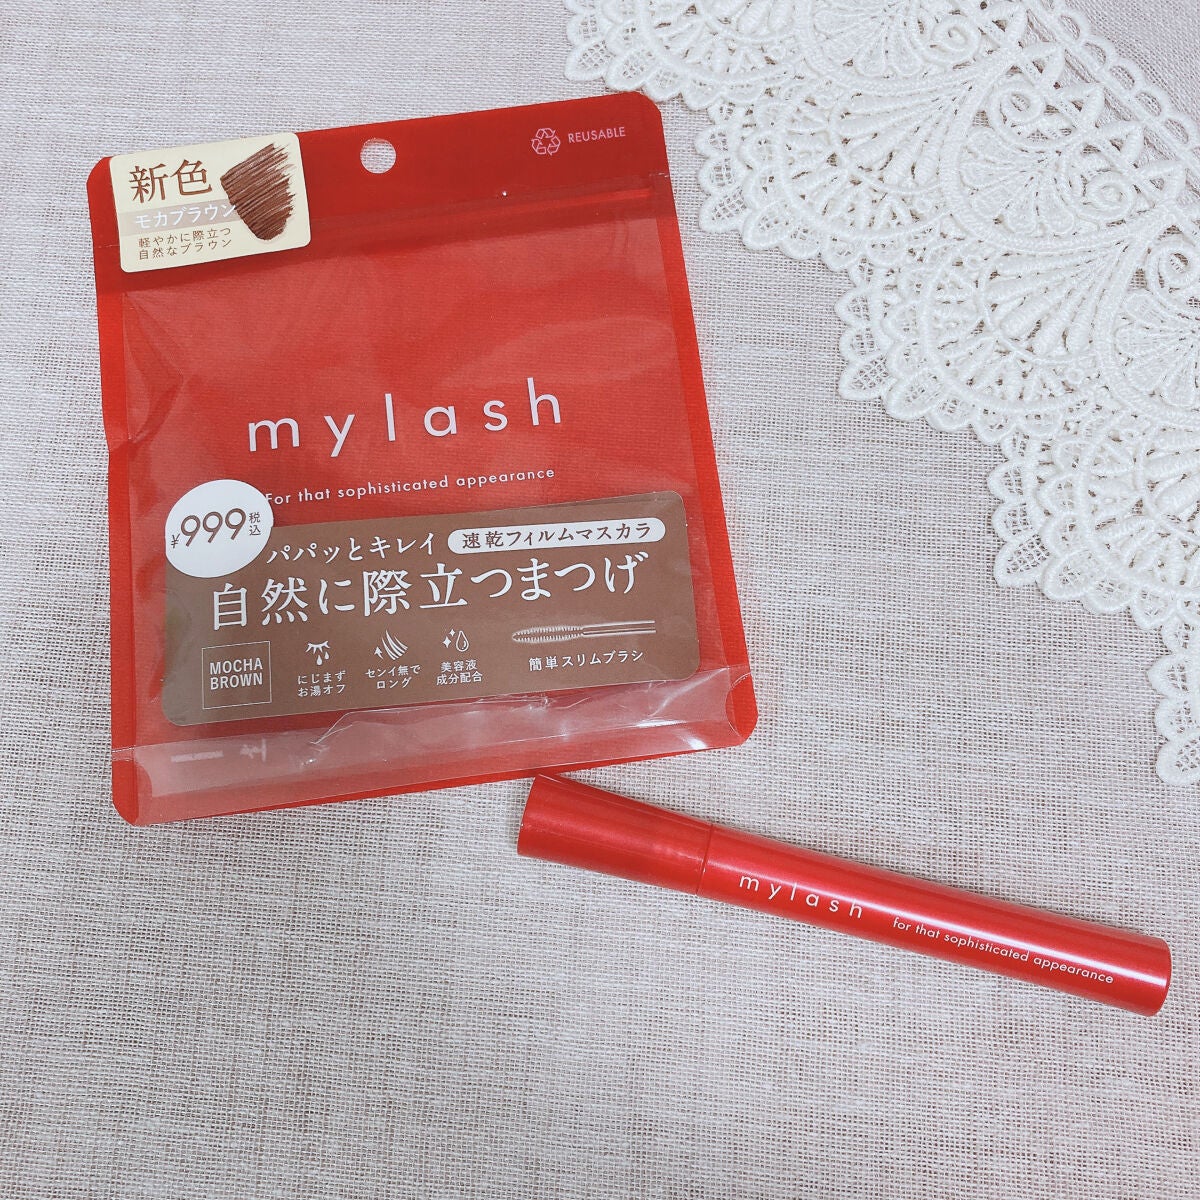 REUSABLE
新色
モカブラウン
軽やかに際立つ
自然なブラウン
mylash
For that sophisticated appearance
¥999税込
パパッとキレイ 速乾フィルムマスカラ
自然に際立つまつげ
MOCHA
BROWN
にじまず
お湯オフ
センイ無で
ロング
美容液
成分配合
簡単スリムブラシ
mylash for that sophisticated appearance